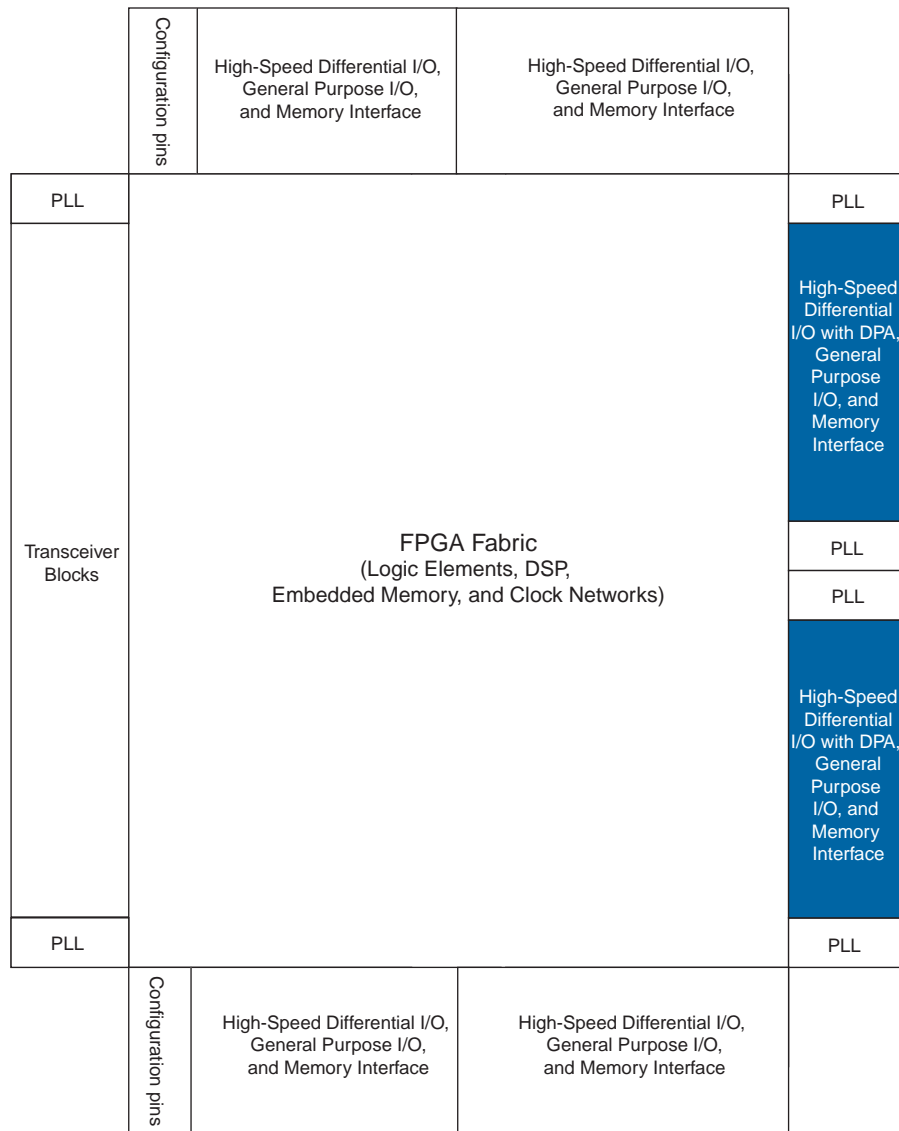 Configuration pins
High-Speed Differential I/O,
General Purpose I/O,
and Memory Interface
High-Speed Differential I/O,
General Purpose I/O,
and Memory Interface
PLL
PLL
High-Speed
Differential
I/O with DPA,
General
Purpose
I/O, and
Memory
Interface
Transceiver
Blocks
FPGA Fabric
(Logic Elements, DSP,
Embedded Memory, and Clock Networks)
PLL
PLL
High-Speed
Differential
I/O with DPA,
General
Purpose
I/O, and
Memory
Interface
PLL
PLL
Configuration pins
High-Speed Differential I/O,
General Purpose I/O,
and Memory Interface
High-Speed Differential I/O,
General Purpose I/O,
and Memory Interface